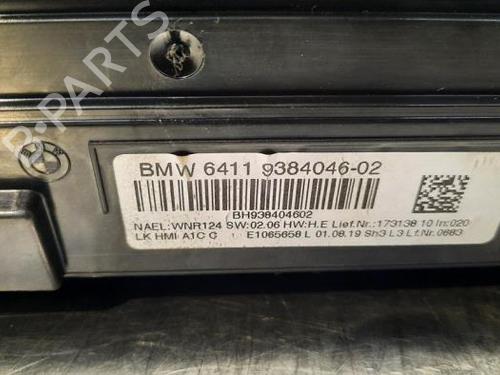 B-PARTS
BMW 6411 9384046-02
BH938404602
NAEL:WNR124 SW:02.06 HW:H.E Lief.Nr.:173138.10 In:020
LK HMI A1C C E1065658 L 01.08.19 Sh3 L3 Lf.Nr.:0683